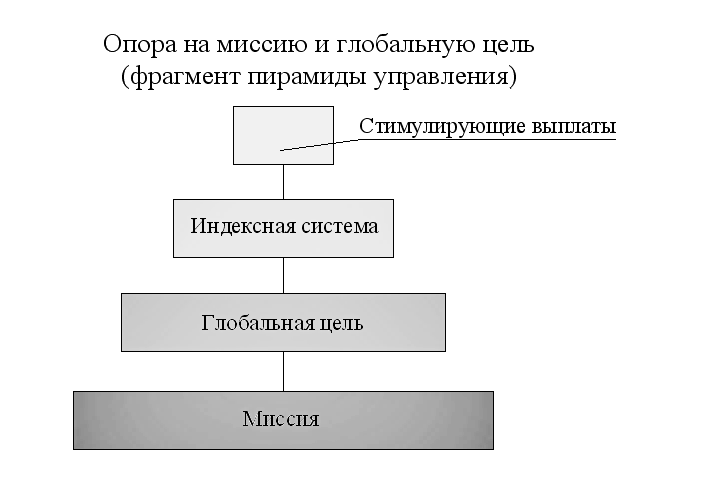 Опора на миссию и глобальную цель
(фрагмент пирамиды управления)
Стимулирующие выплаты
Индексная система
Глобальная цель
Миссия